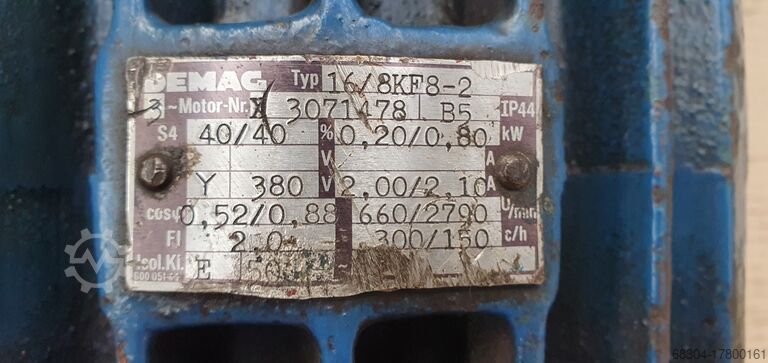 DEMAG Typ 16/8KF8-2
3~Motor-Nr. 3071478 B5 IP44
S4 40/40 % 0,20/0,80 kW
V A
Y 380 V 2,00/2,10 A
cosφ 0,52/0,88 660/2790 U/min
FI 2.0 300/150 c/h
Isol.Kl. E
68304-17800161